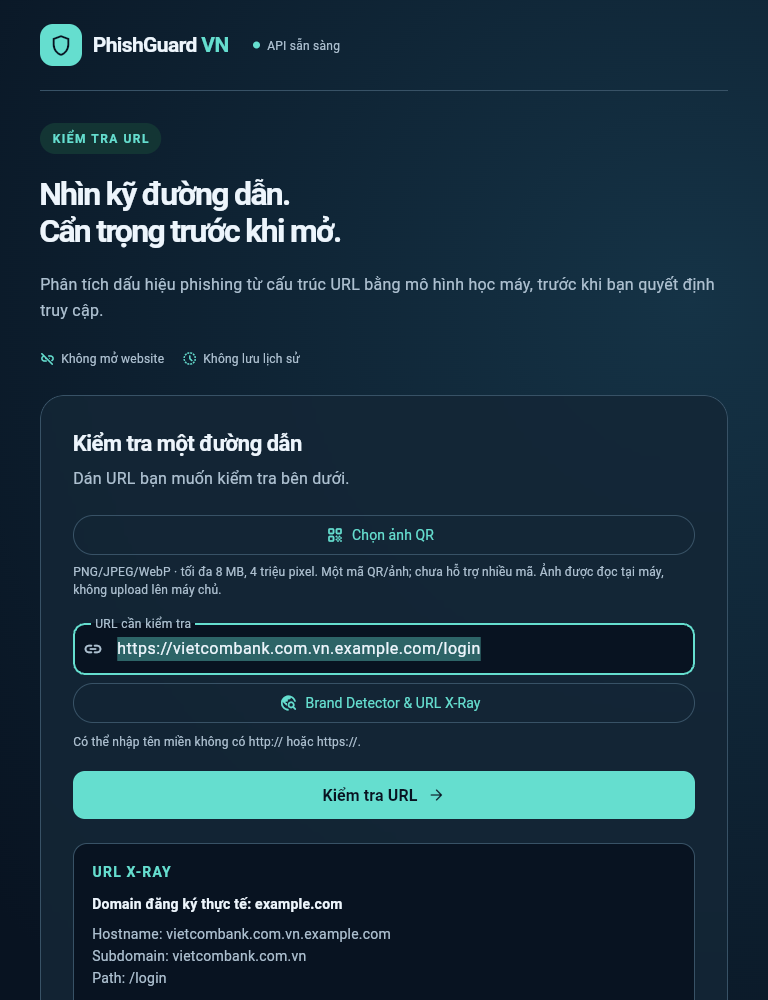 PhishGuard VN
API sẵn sàng
KIỂM TRA URL
Nhìn kỹ đường dẫn.
Cẩn trọng trước khi mở.
Phân tích dấu hiệu phishing từ cấu trúc URL bằng mô hình học máy, trước khi bạn quyết định
truy cập.
Không mở website
Không lưu lịch sử
Kiểm tra một đường dẫn
Dán URL bạn muốn kiểm tra bên dưới.
Chọn ảnh QR
PNG/JPEG/WebP · tối đa 8 MB, 4 triệu pixel. Một mã QR/ảnh; chưa hỗ trợ nhiều mã. Ảnh được đọc tại máy,
không upload lên máy chủ.
URL cần kiểm tra
https://vietcombank.com.vn.example.com/login
Brand Detector & URL X-Ray
Có thể nhập tên miền không có http:// hoặc https://.
Kiểm tra URL
URL X-RAY
Domain đăng ký thực tế: example.com
Hostname: vietcombank.com.vn.example.com
Subdomain: vietcombank.com.vn
Path: /login